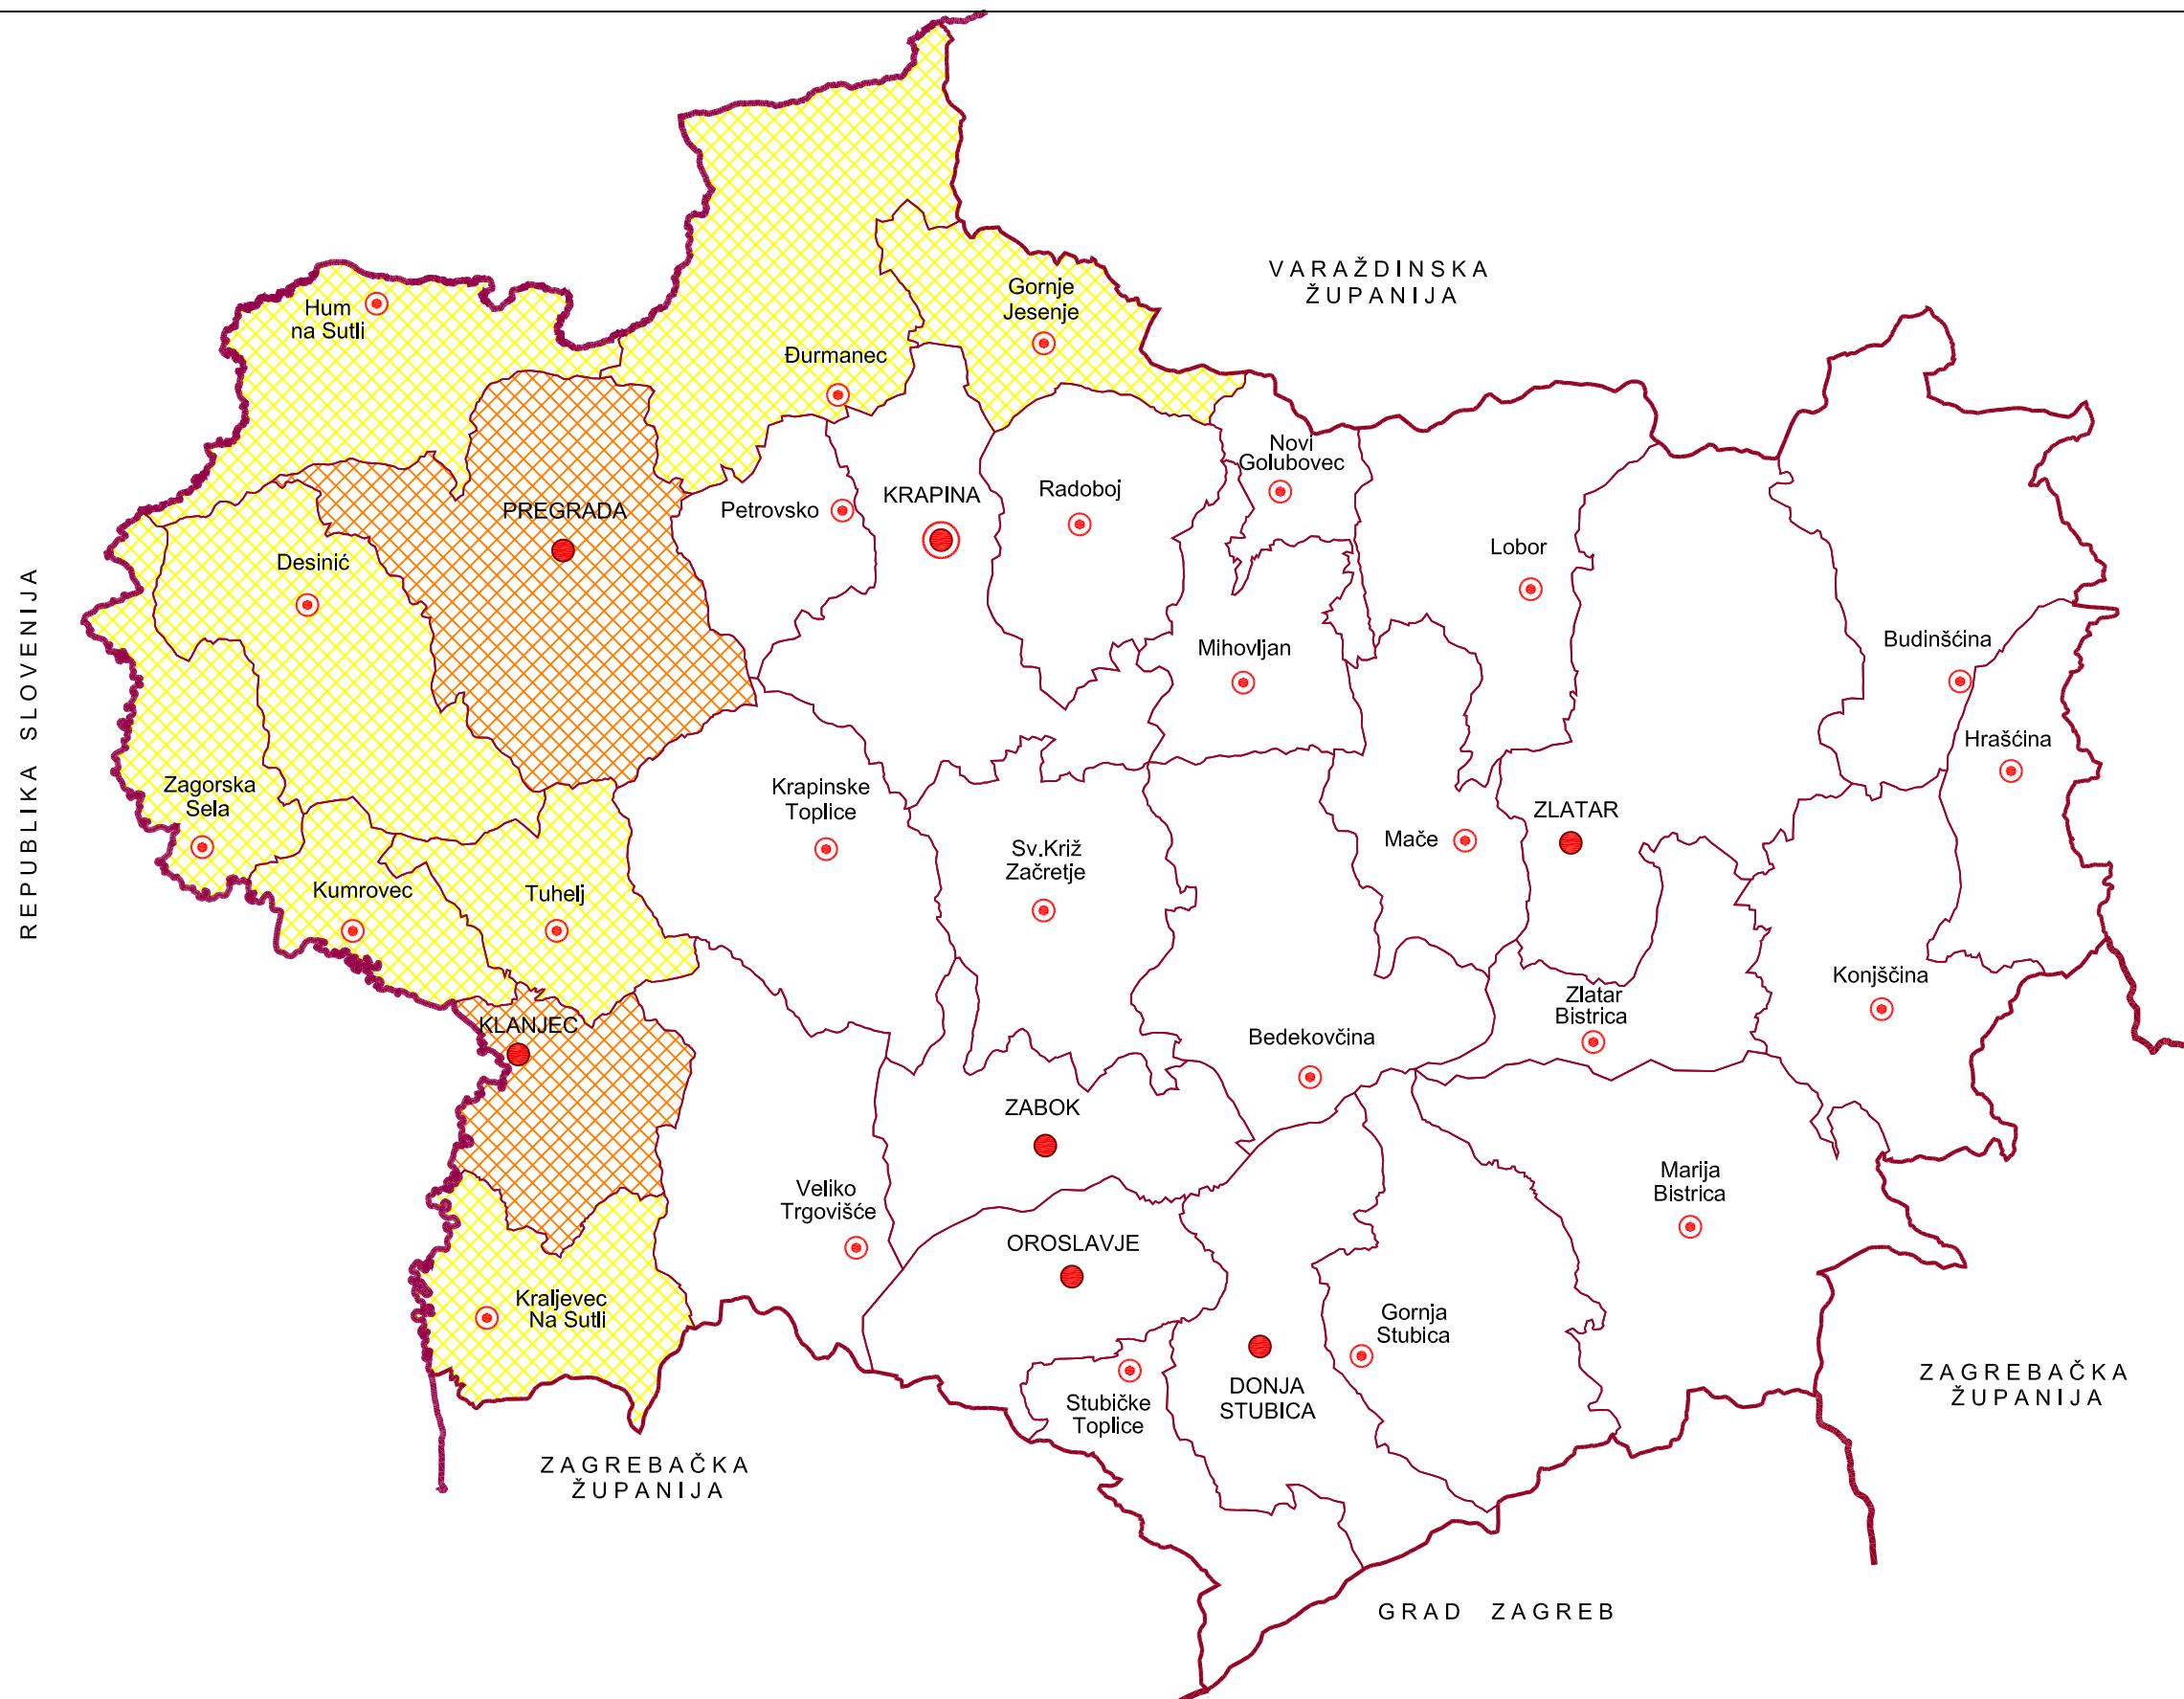 VARAŽDINSKA
ŽUPANIJA
Hum
na Sutli
Gornje
Jesenje
Đurmanec
Novi
Golubovec
PREGRADA
Petrovsko
KRAPINA
Radoboj
Lobor
Desinić
REPUBLIKA SLOVENIJA
Mihovljan
Budinšćina
Hrašćina
Zagorska
Sela
Krapinske
Toplice
Sv.Križ
Začretje
Mače
ZLATAR
Kumrovec
Tuhelj
Konjščina
Zlatar
Bistrica
KLANJEC
Bedekovčina
ZABOK
Veliko
Trgovišće
Marija
Bistrica
OROSLAVJE
Kraljevec
Na Sutli
Gornja
Stubica
Stubičke
Toplice
DONJA
STUBICA
ZAGREBAČKA
ŽUPANIJA
ZAGREBAČKA
ŽUPANIJA
GRAD ZAGREB